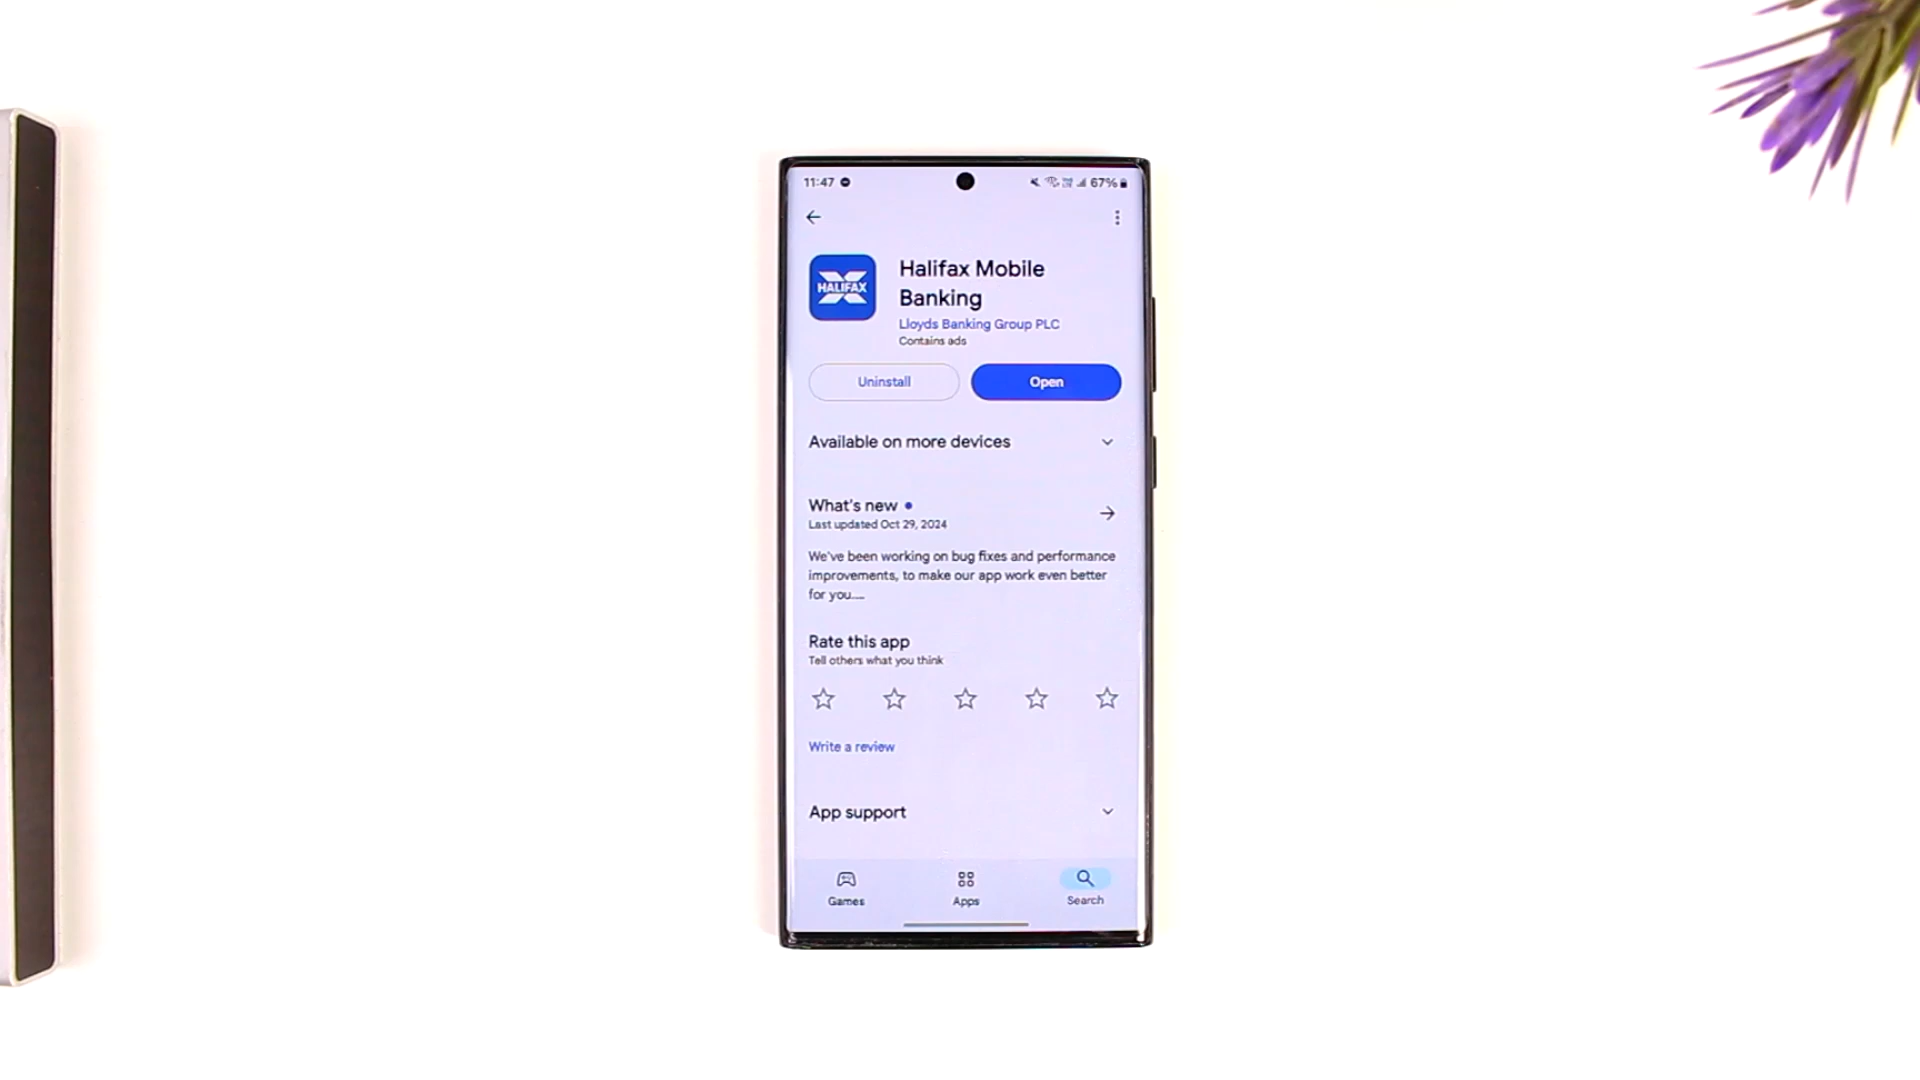 11:47
67%
HALIFAX
Halifax Mobile
Banking
Lloyds Banking Group PLC
Contains ads
Uninstall
Open
Available on more devices
What's new
Last updated Oct 29, 2024
We've been working on bug fixes and performance
improvements, to make our app work even better
for you....
Rate this app
Tell others what you think
Write a review
App support
Games
Apps
Search